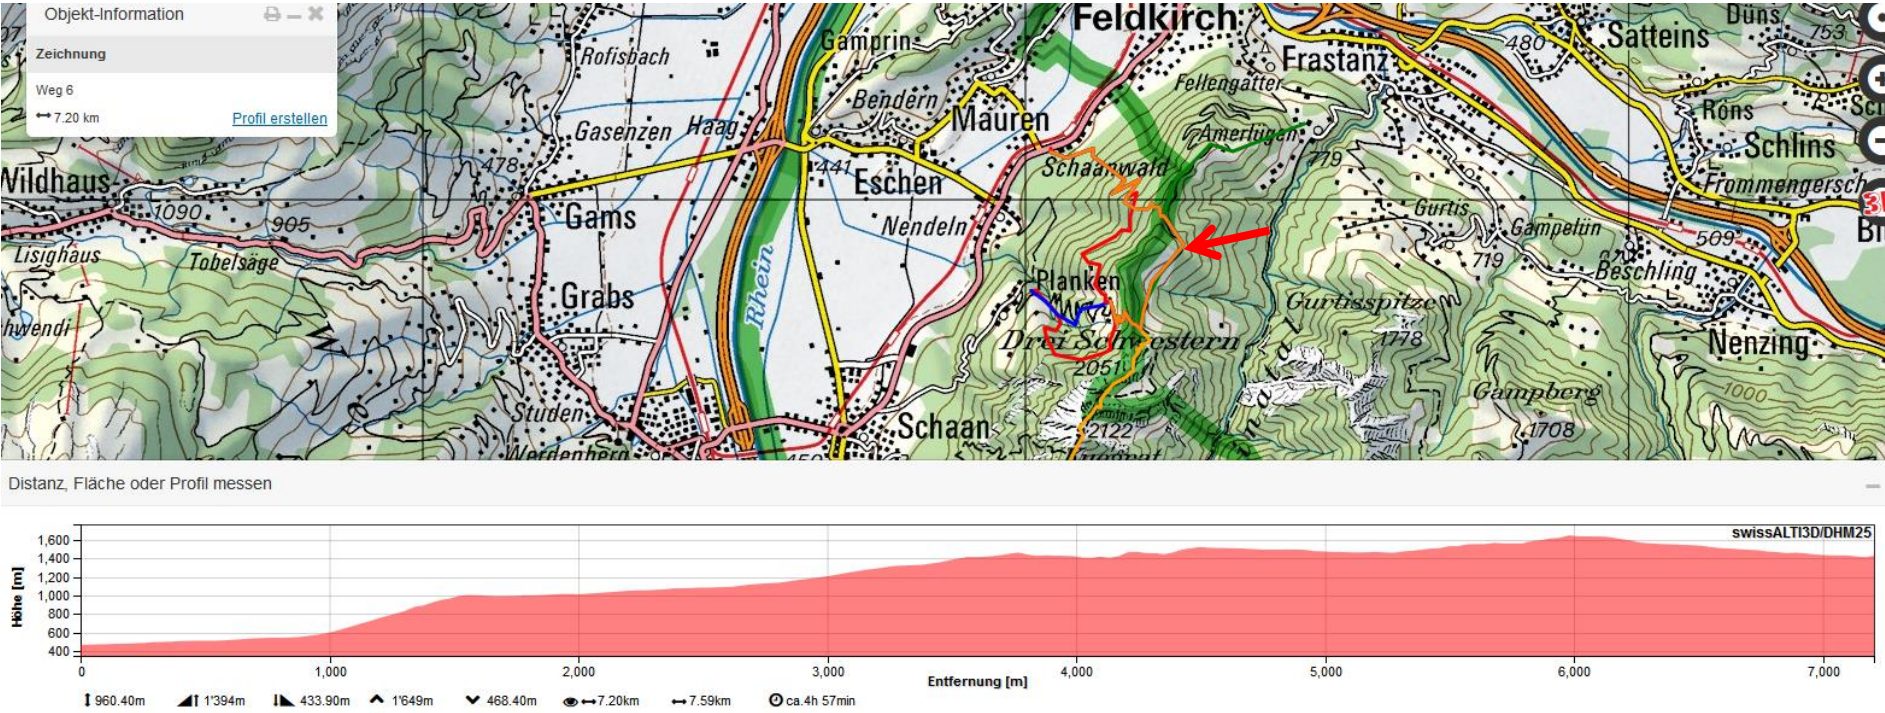 Objekt-Information
Zeichnung
Weg 6
7.20 km
Profil erstellen
Feldkirch
Gamprin
Rofisbach
Frastanz
480
Satteins
Düns
753
Fellengatter
Bendern
Mauren
Gasenzen
Haag
Amerlügen
Röns
Schlins
478
441
Eschen
Schaanwald
779
Frommengersch
Wildhaus
1090
905
Gams
Nendeln
Gurtis
Gampelün
509
Lisighaus
Tobelsäge
Rhein
Planken
719
Beschling
Grabs
Gurtisspitze
Drei Schwestern
1778
Nenzing
2051
Gampberg
1000
Studen
Schaan
2122
1708
Werdenberg
450
Distanz, Fläche oder Profil messen
swissALTI3D/DHM25
Höhe [m]
1,600
1,400
1,200
1,000
800
600
400
0 1,000 2,000 3,000 4,000 5,000 6,000 7,000
Entfernung [m]
960.40m 1'394m 433.90m 1'649m 468.40m 7.20km 7.59km ca.4h 57min